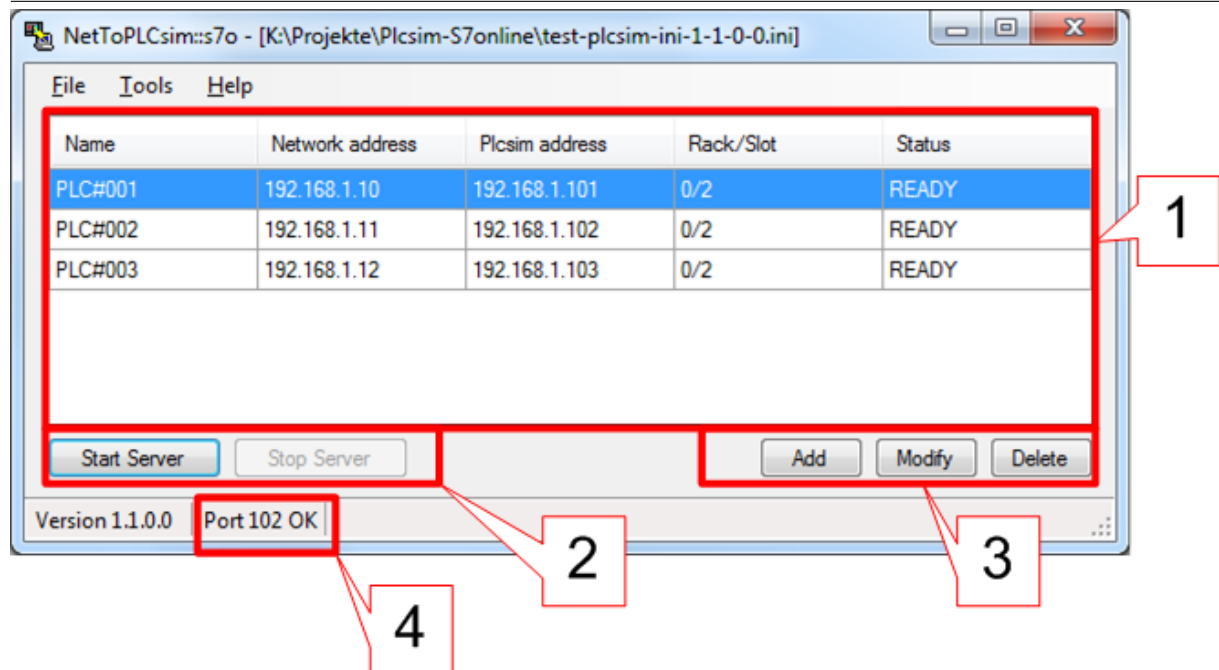 NetToPLCsim::s7o - [K:\Projekte\Plcsim-S7online\test-plcsim-ini-1-1-0-0.ini]
File Tools Help
Name Network address Plcsim address Rack/Slot Status
PLC#001 192.168.1.10 192.168.1.101 0/2 READY
PLC#002 192.168.1.11 192.168.1.102 0/2 READY
PLC#003 192.168.1.12 192.168.1.103 0/2 READY
1
Start Server Stop Server Add Modify Delete
Version 1.1.0.0 Port 102 OK
2 3
4